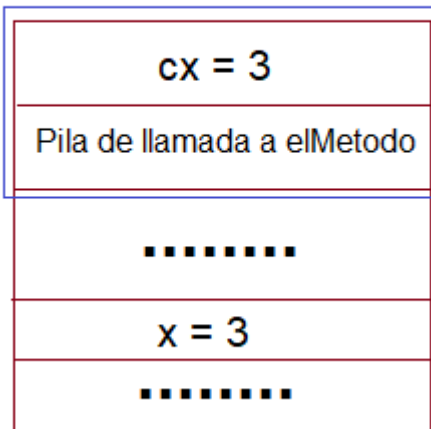 cx = 3
Pila de llamada a elMetodo
........
x = 3
........